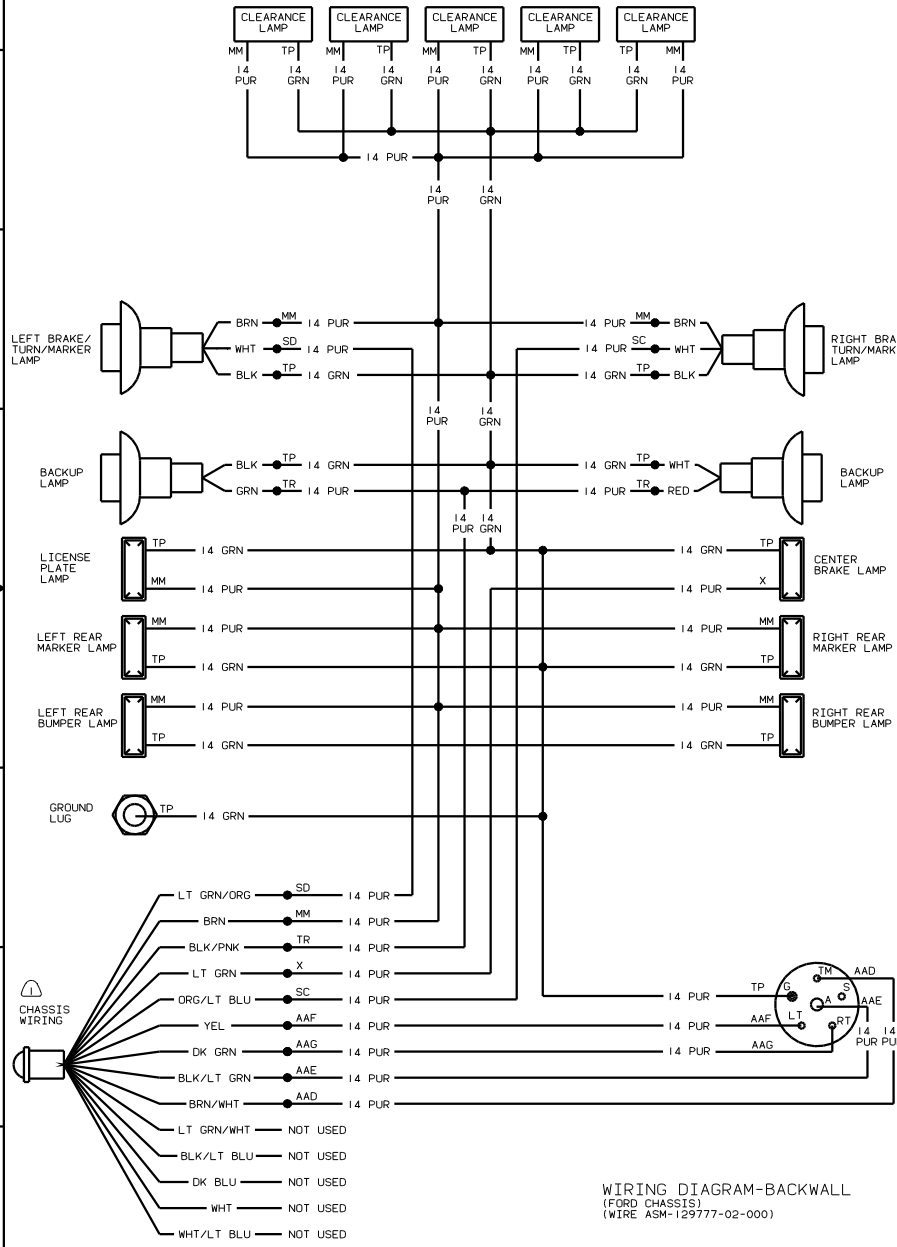 CLEARANCE LAMP CLEARANCE LAMP CLEARANCE LAMP CLEARANCE LAMP CLEARANCE LAMP
MM TP MM TP MM TP MM TP TP MM
14 PUR 14 GRN 14 PUR 14 GRN 14 PUR 14 GRN 14 PUR 14 GRN 14 GRN 14 PUR
14 PUR
14 PUR 14 GRN
LEFT BRAKE/
TURN/MARKER
LAMP
BRN MM 14 PUR 14 PUR MM BRN
WHT SD 14 PUR 14 PUR SC WHT
BLK TP 14 GRN 14 GRN TP BLK
RIGHT BRA
TURN/MARK
LAMP
14 PUR 14 GRN
BACKUP
LAMP
BLK TP 14 GRN 14 GRN TP WHT
GRN TR 14 PUR 14 PUR TR RED
BACKUP
LAMP
14 PUR 14 GRN
LICENSE
PLATE
LAMP
TP 14 GRN 14 GRN TP
MM 14 PUR 14 PUR X
CENTER
BRAKE LAMP
LEFT REAR
MARKER LAMP
MM 14 PUR 14 PUR MM
TP 14 GRN 14 GRN TP
RIGHT REAR
MARKER LAMP
LEFT REAR
BUMPER LAMP
MM 14 PUR 14 PUR MM
TP 14 GRN 14 GRN TP
RIGHT REAR
BUMPER LAMP
GROUND
LUG
TP 14 GRN
1
CHASSIS
WIRING
LT GRN/ORG SD 14 PUR
BRN MM 14 PUR
BLK/PNK TR 14 PUR
LT GRN X 14 PUR
ORG/LT BLU SC 14 PUR
YEL AAF 14 PUR
DK GRN AAG 14 PUR
BLK/LT GRN AAE 14 PUR
BRN/WHT AAD 14 PUR
LT GRN/WHT NOT USED
BLK/LT BLU NOT USED
DK BLU NOT USED
WHT NOT USED
WHT/LT BLU NOT USED
TM AAD
14 PUR TP G S
A AAE
14 PUR AAF LT
RT
14 PUR AAG
14 PUR 14 PU
WIRING DIAGRAM-BACKWALL
(FORD CHASSIS)
(WIRE ASM-129777-02-000)